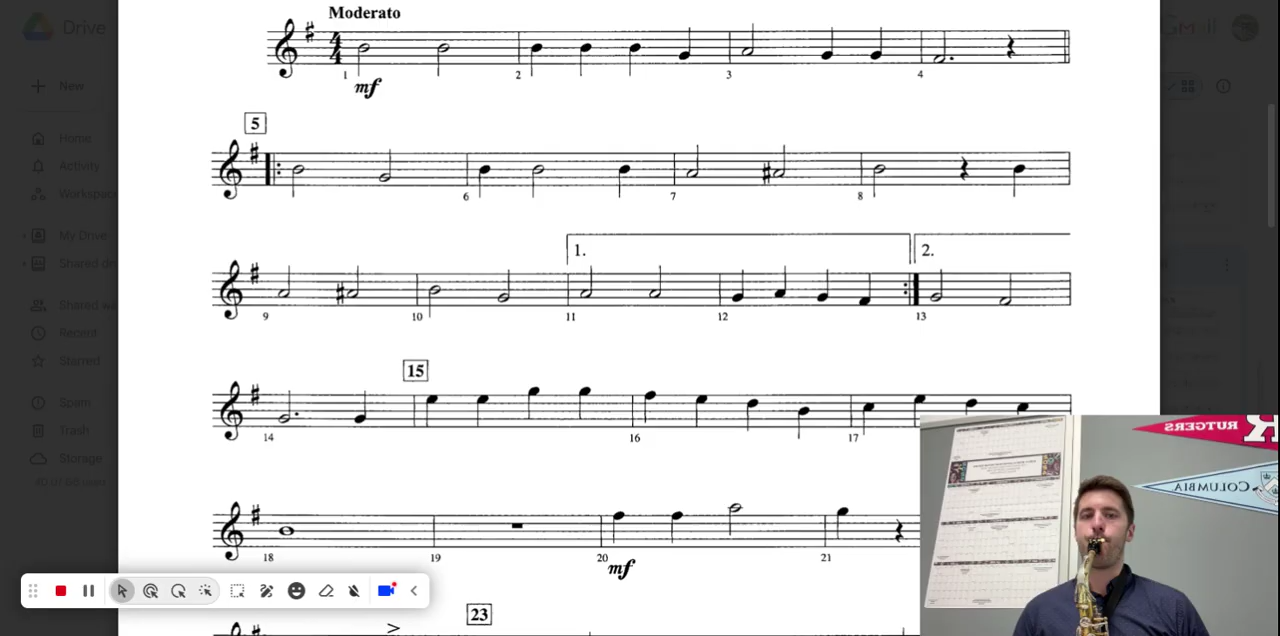 Moderato
Drive
Gmail
4
4
1
2
3
4
mf
New
5
Home
Activity
6
7
8
My Drive
1.
2.
9
10
11
12
13
Recent
Starred
15
Spam
14
16
17
Trash
RUTGERS
R
Storage
COLUMBIA
18
19
20
21
mf
23